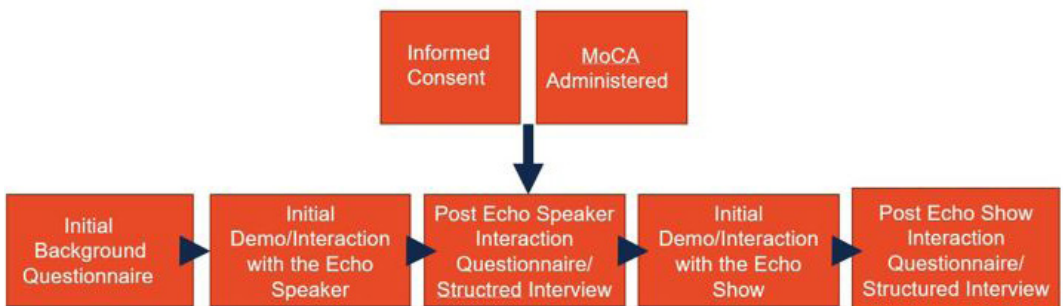 Informed
Consent
MoCA
Administered
Initial
Background
Questionnaire
Initial
Demo/Interaction
with the Echo
Speaker
Post Echo Speaker
Interaction
Questionnaire/
Structred Interview
Initial
Demo/Interaction
with the Echo
Show
Post Echo Show
Interaction
Questionnaire/
Structured Interview